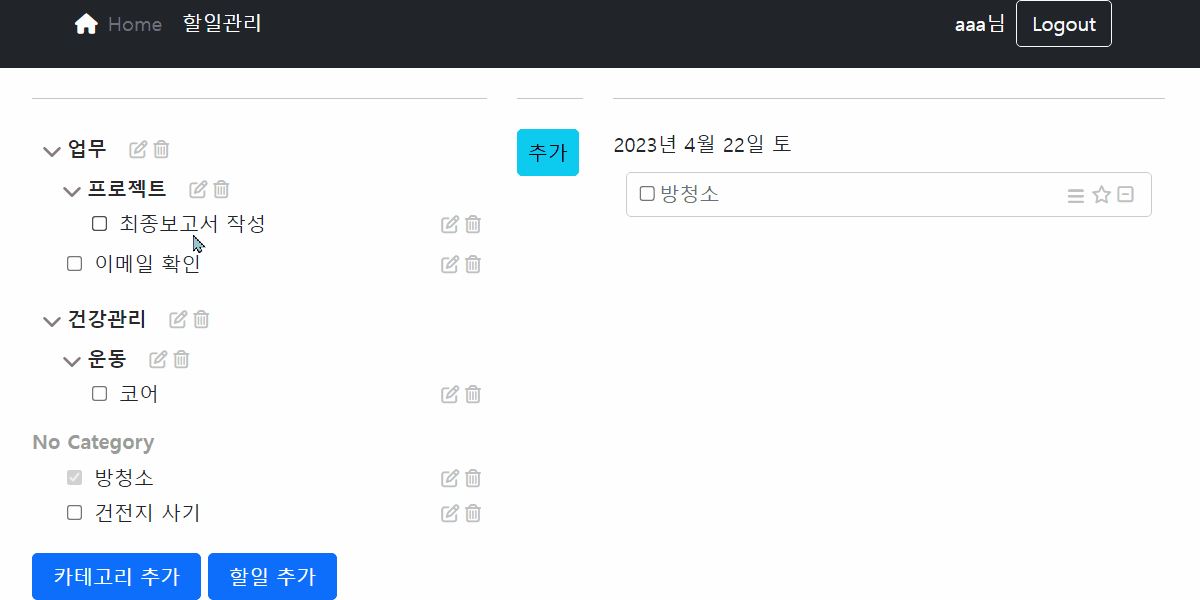 Home 할일관리 aaa님 Logout
업무
프로젝트
최종보고서 작성
이메일 확인
건강관리
운동
코어
No Category
방청소
건전지 사기
카테고리 추가 할일 추가
추가
2023년 4월 22일 토
방청소